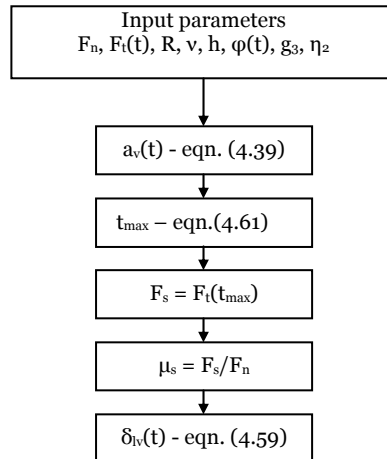 Input parameters
Fₙ, Fₜ(t), R, ν, h, φ(t), g₃, η₂
aᵥ(t) - eqn. (4.39)
tₘₐₓ – eqn.(4.61)
Fₛ = Fₜ(tₘₐₓ)
μₛ = Fₛ/Fₙ
δₗᵥ(t) - eqn. (4.59)